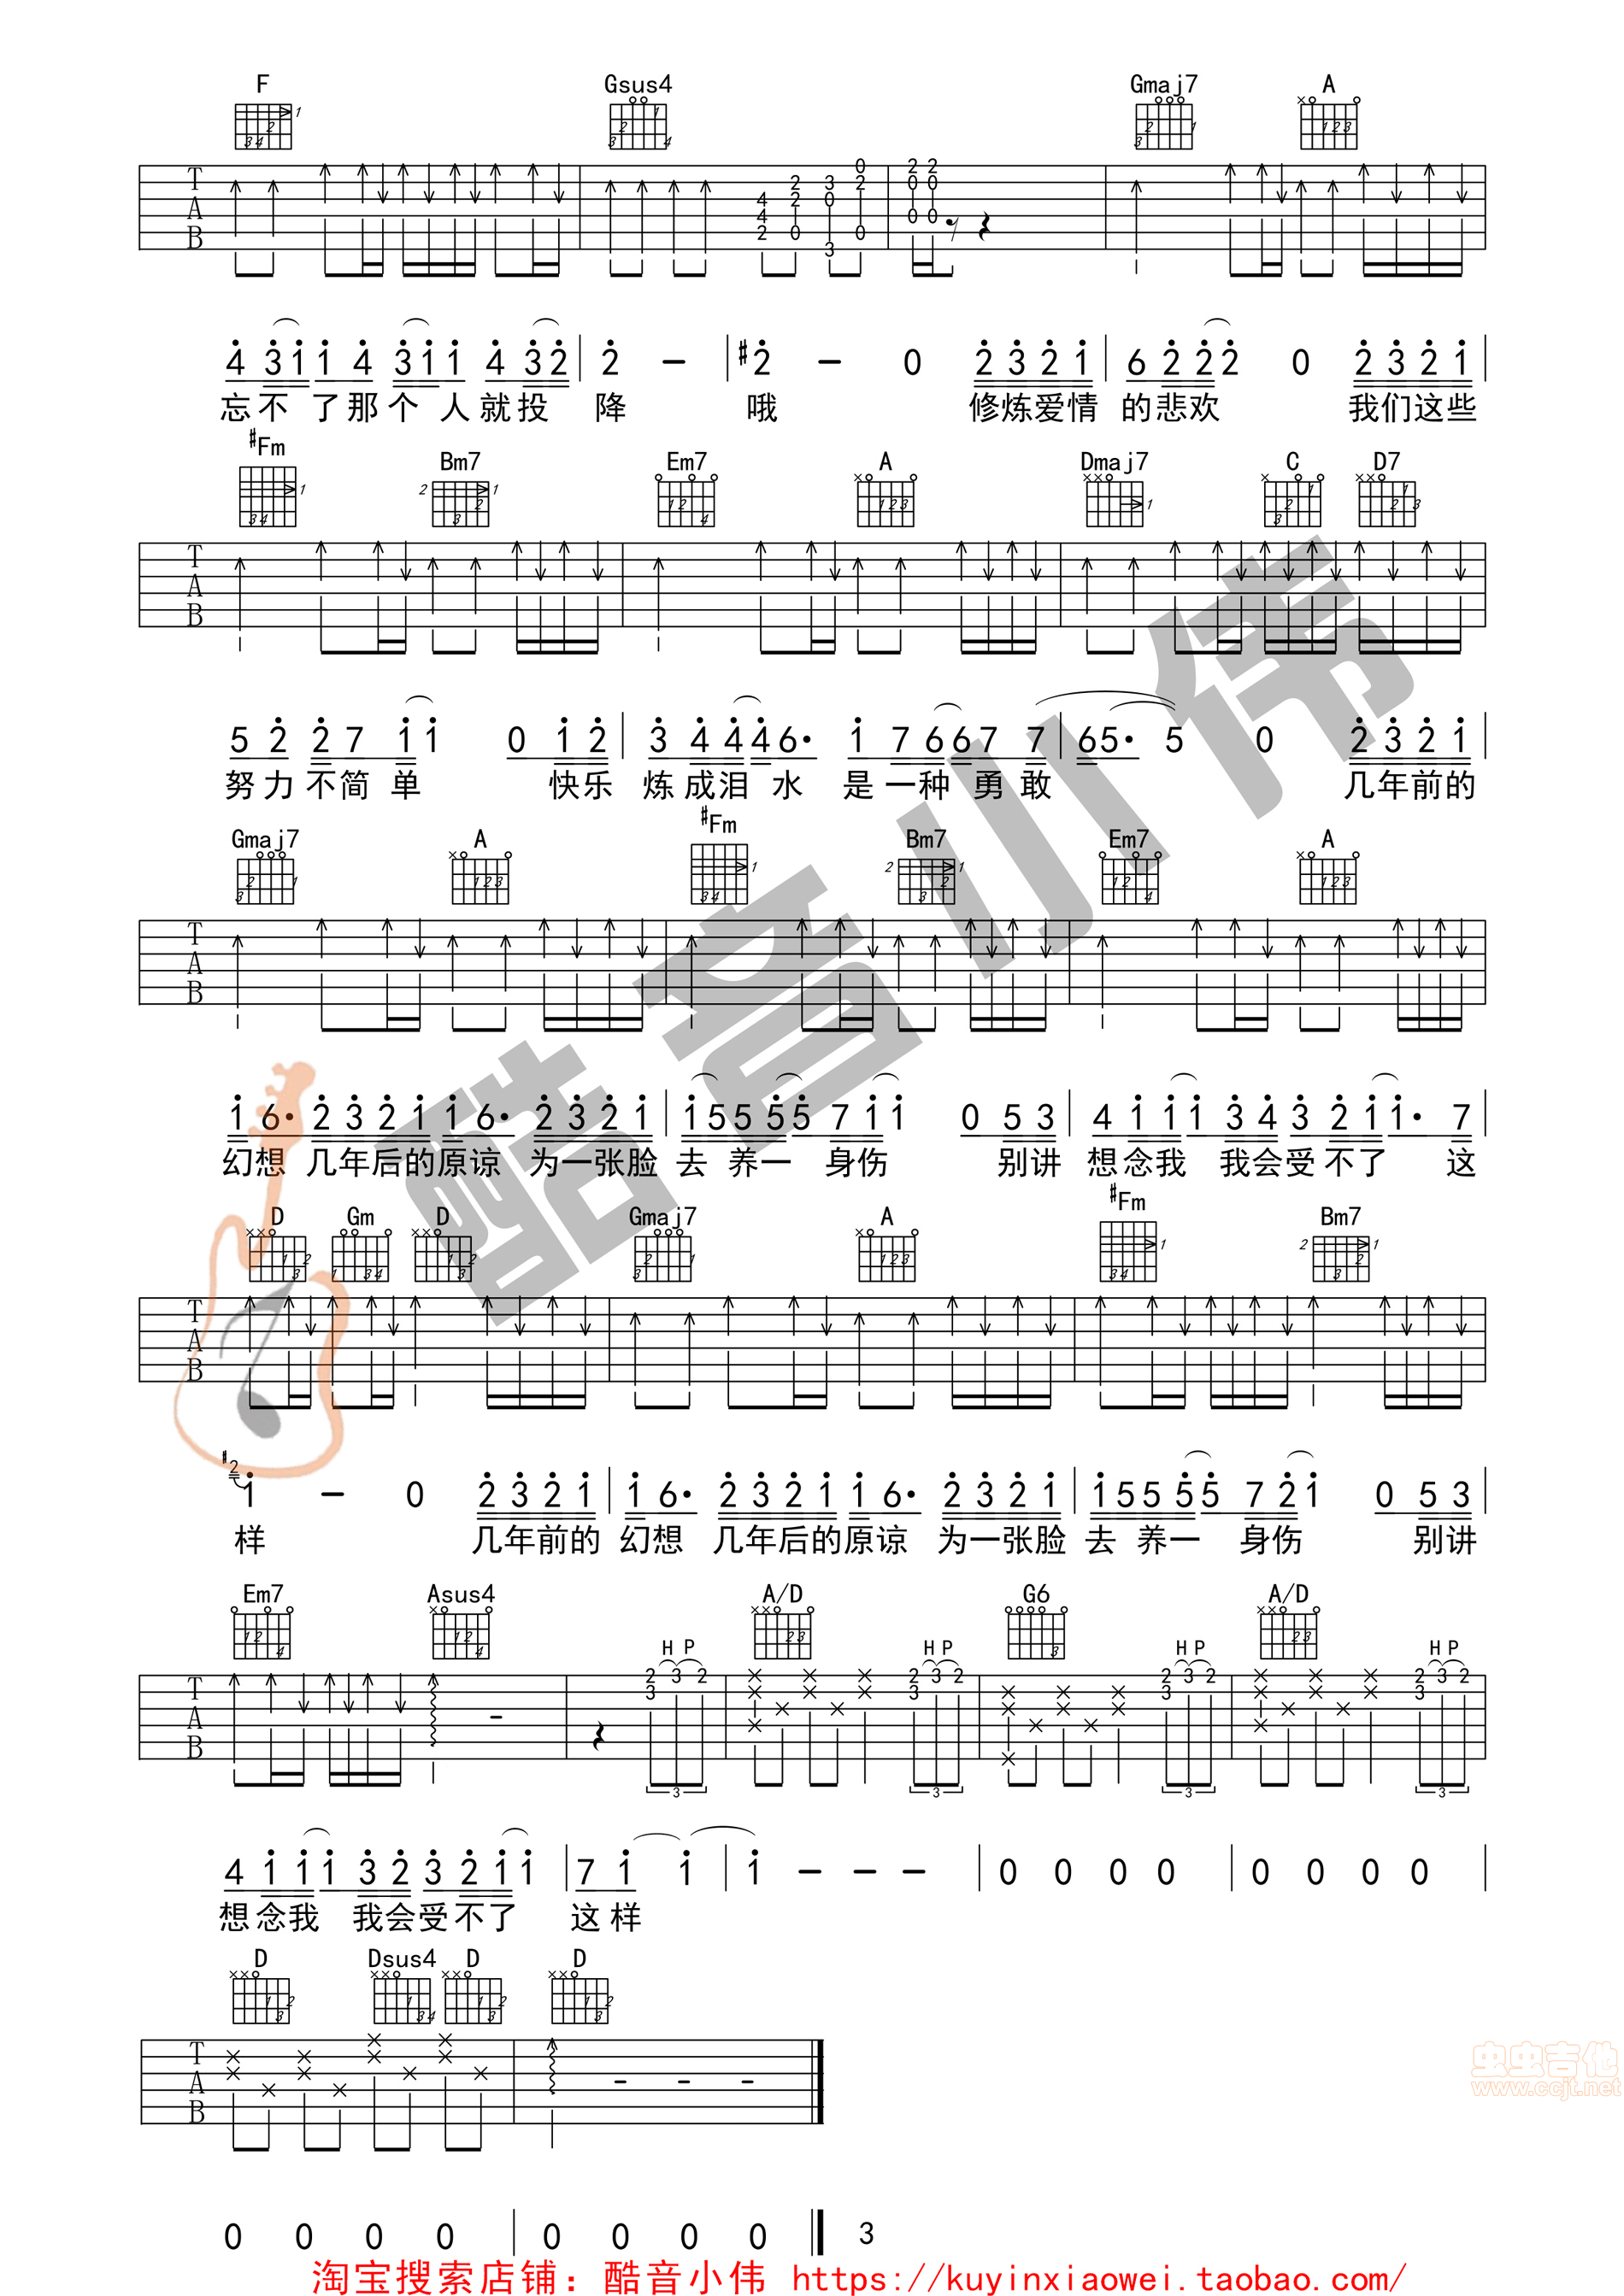 F Gsus4 Gmaj7 A
4 3 1 1 4 3 1 1 4 3 2 | 2 - | #2 - 0 2 3 2 1 | 6 2 2 2 0 2 3 2 1 |
忘不了那个人就投降 哦 修炼爱情的悲欢 我们这些
#Fm Bm7 Em7 A Dmaj7 C D7
5 2 2 7 1 1 0 1 2 | 3 4 4 4 6· 1 7 6 6 7 7 | 6 5· 5 0 2 3 2 1 |
努力不简单 快乐炼成泪水 是一种勇敢 几年前的
Gmaj7 A #Fm Bm7 Em7 A
1 6· 2 3 2 1 1 6· 2 3 2 1 | 1 5 5 5 5 7 1 1 0 5 3 | 4 1 1 1 3 4 3 2 1 1· 7 |
幻想 几年后的原谅 为一张脸去养一身伤 别讲想念我 我会受不了 这
D Gm D Gmaj7 A #Fm Bm7
#2 1 - 0 2 3 2 1 | 1 6· 2 3 2 1 1 6· 2 3 2 1 | 1 5 5 5 5 7 2 1 0 5 3 |
样 几年前的幻想 几年后的原谅 为一张脸去养一身伤 别讲
Em7 Asus4 A/D G6 A/D
H P H P H P H P
4 1 1 1 3 2 3 2 1 1 | 7 1 1 | 1 - - - | 0 0 0 0 | 0 0 0 0 |
想念我 我会受不了 这样
D Dsus4 D D
0 0 0 0 | 0 0 0 0 ‖ 3
淘宝搜索店铺：酷音小伟 https://kuyinxiaowei.taobao.com/
酷音小伟
虫虫吉他
www.ccjt.net